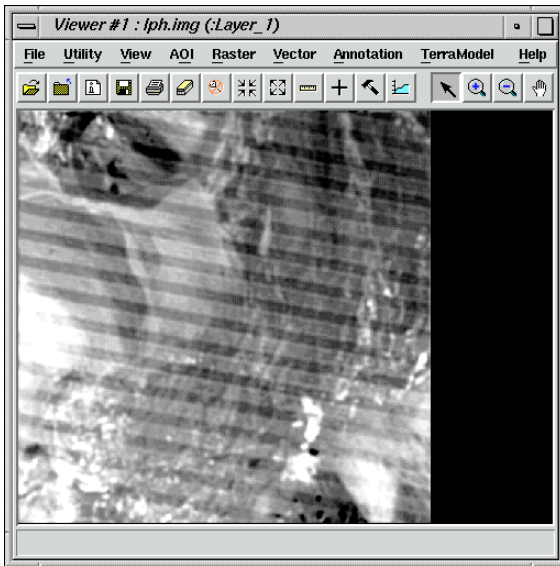 Viewer #1 : lph.img (:Layer_1)
File Utility View AOI Raster Vector Annotation TerraModel Help